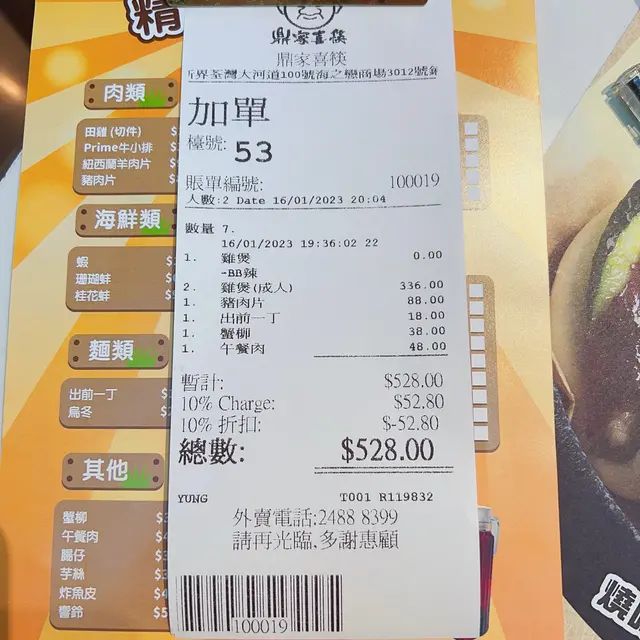 精
鼎家喜筷
鼎家喜筷
界荃灣大河道100號海之戀商場3012號
加單
檯號: 53
賬單編號: 100019
人數:2 Date 16/01/2023 20:04
數量 7.
16/01/2023 19:36:02 22
1. 雞煲 0.00
-BB辣
2. 雞煲(成人) 336.00
1. 豬肉片 88.00
1. 出前一丁 18.00
1. 蟹柳 38.00
1. 午餐肉 48.00
暫計: $528.00
10% Charge: $52.80
10% 折扣: $-52.80
總數: $528.00
YUNG T001 R119832
外賣電話:2488 8399
請再光臨,多謝惠顧
100019
肉類
田雞 (切件)
Prime牛小排
紐西蘭羊肉片
豬肉片
海鮮類
蝦
珊瑚蚌
桂花蚌
麵類
出前一丁
烏冬
其他
蟹柳
午餐肉
腸仔
芋絲
炸魚皮
響鈴
燒